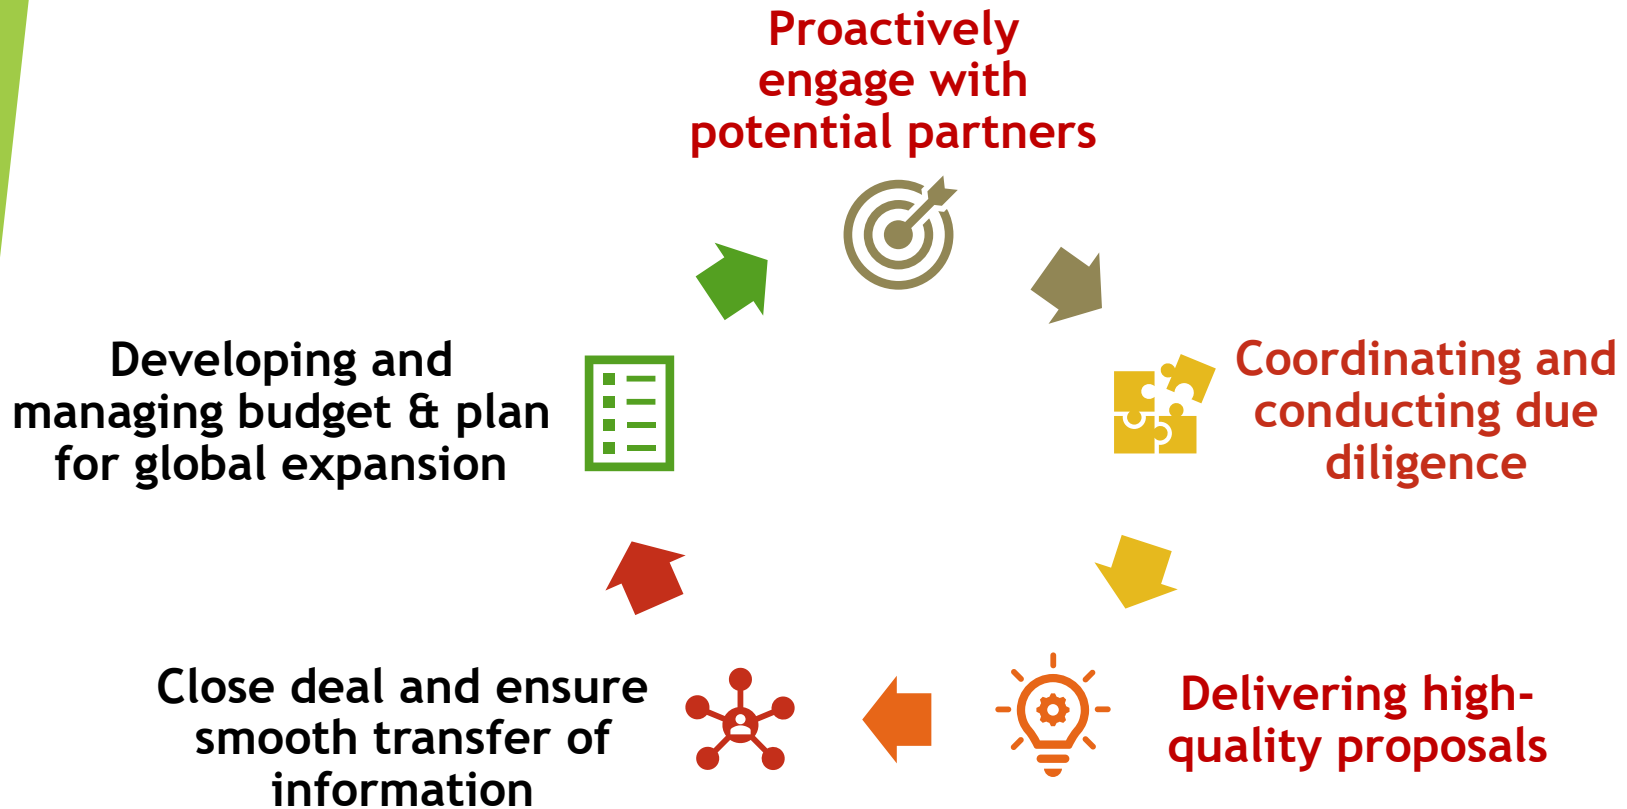 Proactively
engage with
potential partners
Coordinating and
conducting due
diligence
Delivering high-
quality proposals
Close deal and ensure
smooth transfer of
information
Developing and
managing budget & plan
for global expansion